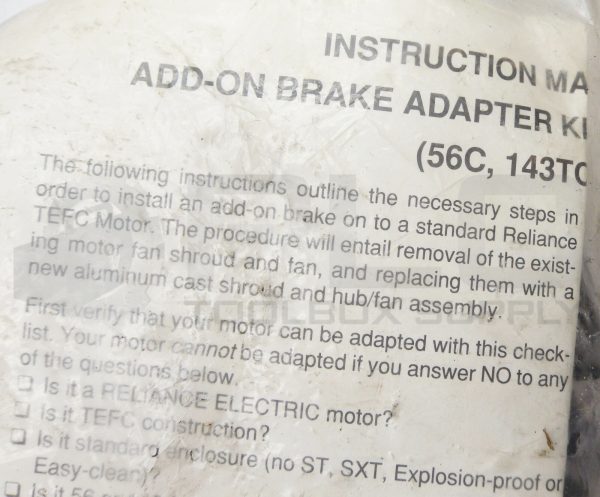 INSTRUCTION MA
ADD-ON BRAKE ADAPTER KI
(56C, 143TC
The following instructions outline the necessary steps in
order to install an add-on brake on to a standard Reliance
TEFC Motor. The procedure will entail removal of the exist-
ing motor fan shroud and fan, and replacing them with a
new aluminum cast shroud and hub/fan assembly.
First verify that your motor can be adapted with this check-
list. Your motor cannot be adapted if you answer NO to any
of the questions below.
❑ Is it a RELIANCE ELECTRIC motor?
❑ Is it TEFC construction?
❑ Is it standard enclosure (no ST, SXT, Explosion-proof or
Easy-clean)?
❑ Is it 56
TOOLBOX SUPPLY